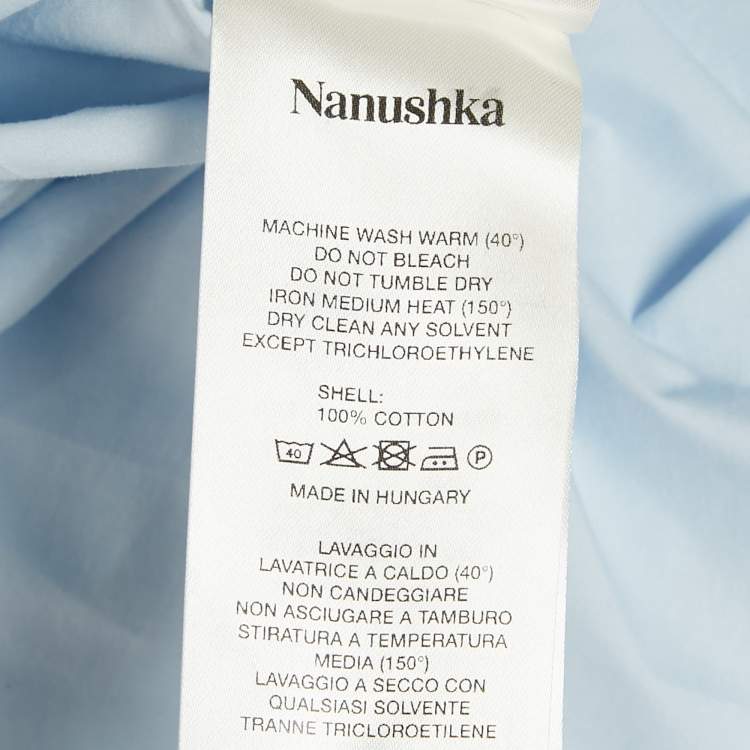 Nanushka
MACHINE WASH WARM (40°)
DO NOT BLEACH
DO NOT TUMBLE DRY
IRON MEDIUM HEAT (150°)
DRY CLEAN ANY SOLVENT
EXCEPT TRICHLOROETHYLENE
SHELL:
100% COTTON
40 P
MADE IN HUNGARY
LAVAGGIO IN
LAVATRICE A CALDO (40°)
NON CANDEGGIARE
NON ASCIUGARE A TAMBURO
STIRATURA A TEMPERATURA
MEDIA (150°)
LAVAGGIO A SECCO CON
QUALSIASI SOLVENTE
TRANNE TRICLOROETILENE